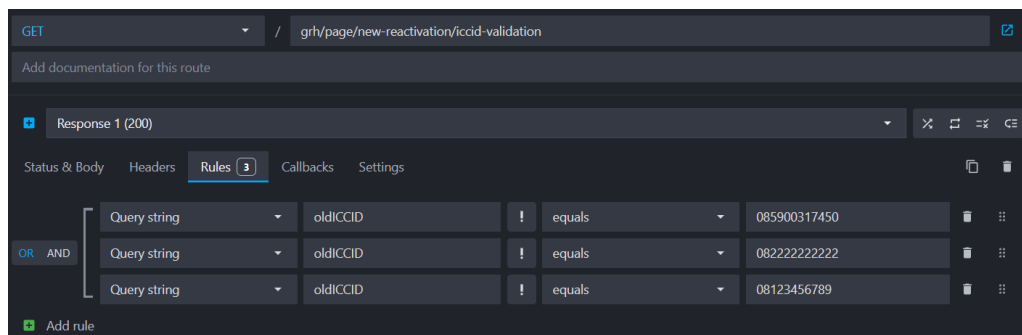 GET / grh/page/new-reactivation/iccid-validation
Add documentation for this route
Response 1 (200)
Status & Body Headers Rules 3 Callbacks Settings
Query string oldICCID ! equals 085900317450
OR AND Query string oldICCID ! equals 082222222222
Query string oldICCID ! equals 08123456789
Add rule